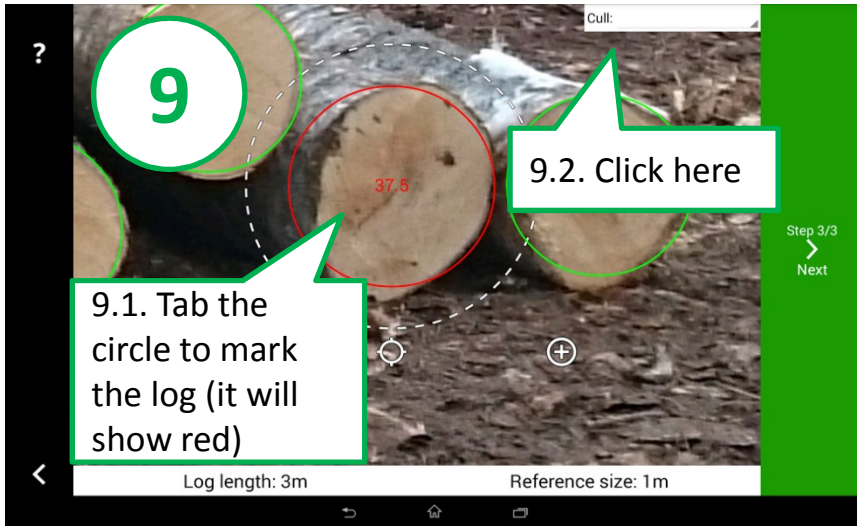 ?
9
Cull:
37.5
9.2. Click here
Step 3/3
Next
9.1. Tab the
circle to mark
the log (it will
show red)
Log length: 3m
Reference size: 1m